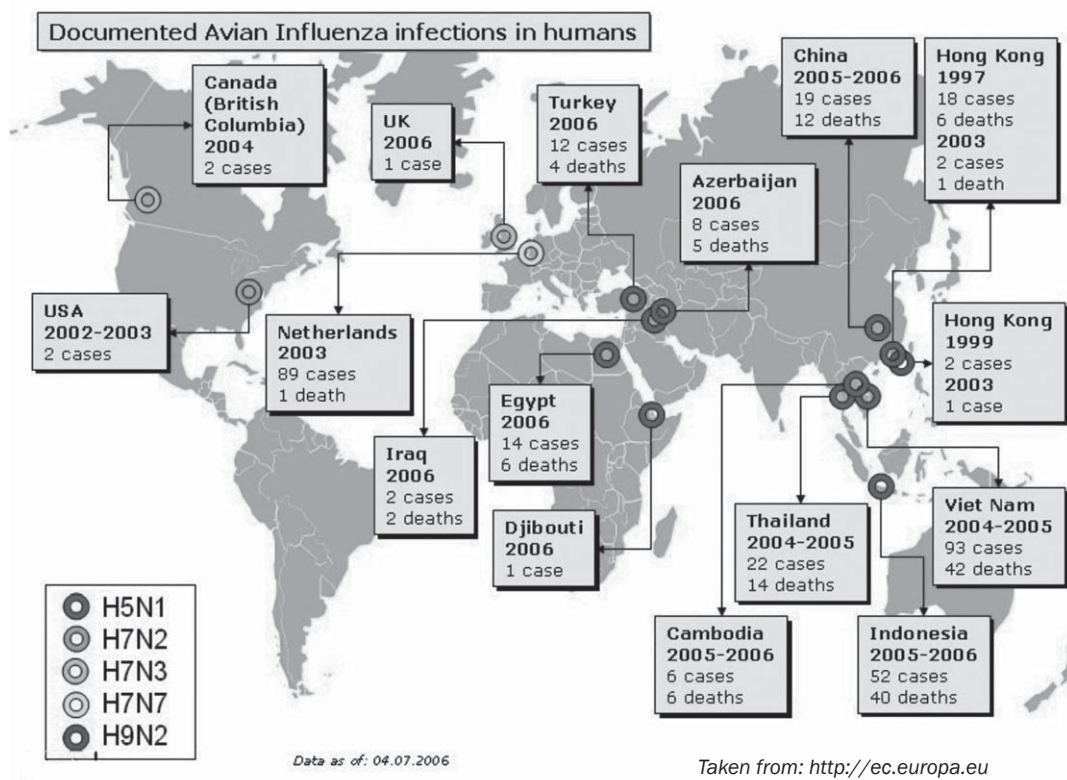 Documented Avian Influenza infections in humans
Canada
(British
Columbia)
2004
2 cases
UK
2006
1 case
Turkey
2006
12 cases
4 deaths
China
2005-2006
19 cases
12 deaths
Hong Kong
1997
18 cases
6 deaths
2003
2 cases
1 death
Azerbaijan
2006
8 cases
5 deaths
USA
2002-2003
2 cases
Netherlands
2003
89 cases
1 death
Hong Kong
1999
2 cases
2003
1 case
Egypt
2006
14 cases
6 deaths
Iraq
2006
2 cases
2 deaths
Djibouti
2006
1 case
Thailand
2004-2005
22 cases
14 deaths
Viet Nam
2004-2005
93 cases
42 deaths
Cambodia
2005-2006
6 cases
6 deaths
Indonesia
2005-2006
52 cases
40 deaths
H5N1
H7N2
H7N3
H7N7
H9N2
Data as of: 04.07.2006
Taken from: http://ec.europa.eu